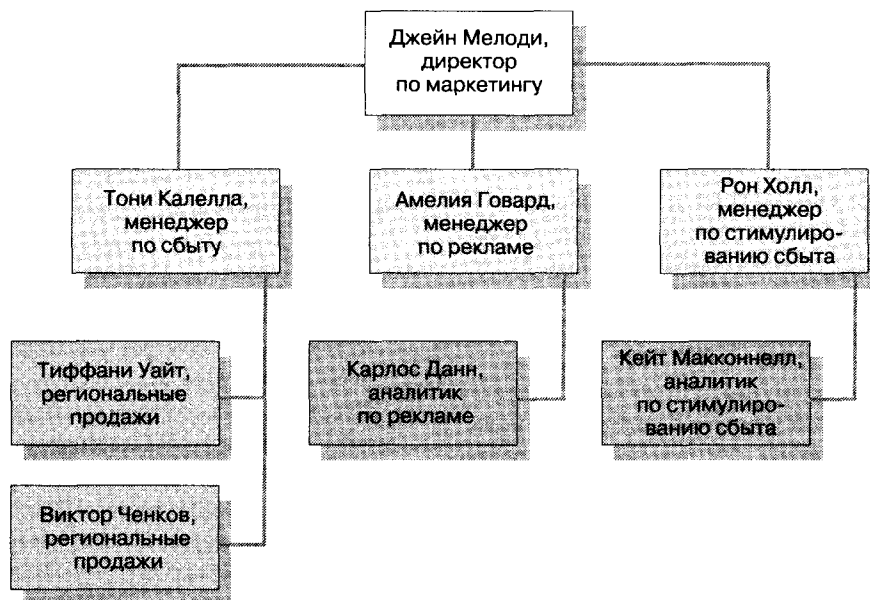 Джейн Мелоди,
директор
по маркетингу
Тони Калелла,
менеджер
по сбыту
Амелия Говард,
менеджер
по рекламе
Рон Холл,
менеджер
по стимулиро-
ванию сбыта
Тиффани Уайт,
региональные
продажи
Карлос Данн,
аналитик
по рекламе
Кейт Макконнелл,
аналитик
по стимулиро-
ванию сбыта
Виктор Ченков,
региональные
продажи